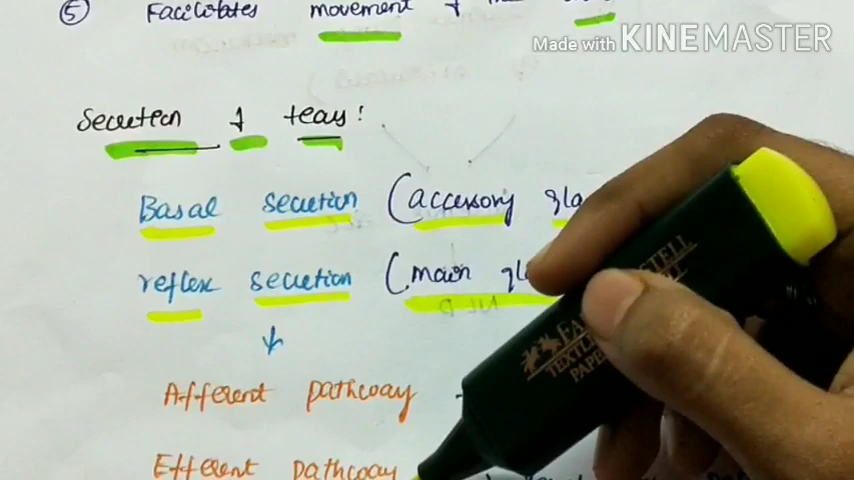 ⑤ Facilitates movement
Made with KINEMASTER
Secretion of tears:
Basal secretion (accessory gla
reflex secretion (main gl
Afferent pathway
Efferent pathway